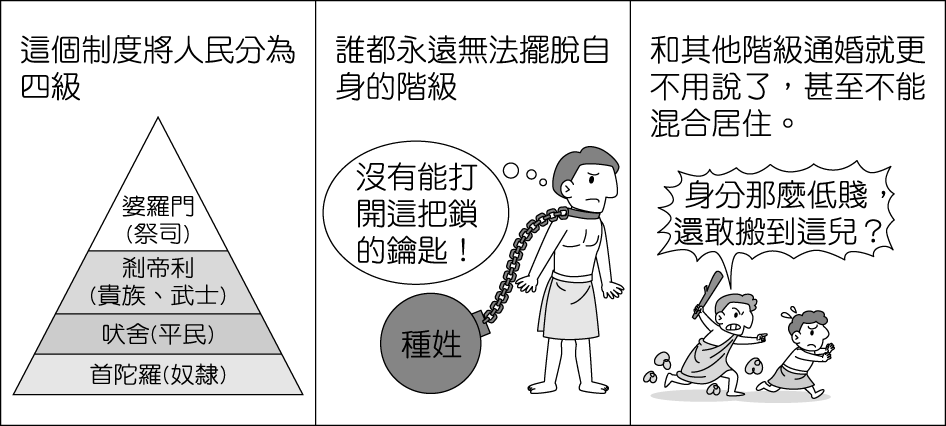 這個制度將人民分為
四級
婆羅門
(祭司)
剎帝利
(貴族、武士)
吠舍(平民)
首陀羅(奴隸)
誰都永遠無法擺脫自
身的階級
沒有能打
開這把鎖
的鑰匙！
種姓
和其他階級通婚就更
不用說了，甚至不能
混合居住。
身分那麼低賤，
還敢搬到這兒？